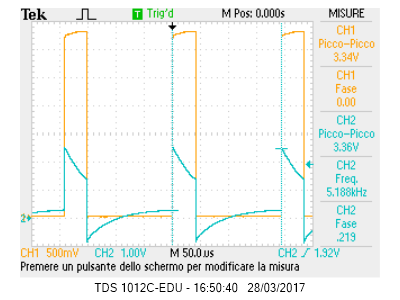 Tek Trig'd M Pos: 0.000s MISURE
CH1
Picco-Picco
3.34V
CH1
Fase
0.00
CH2
Picco-Picco
3.36V
CH2
Freq.
5.188kHz
CH2
Fase
.219
2
CH1 500mV CH2 1.00V M 50.0us CH2 1.92V
Premere un pulsante dello schermo per modificare la misura
TDS 1012C-EDU - 16:50:40 28/03/2017